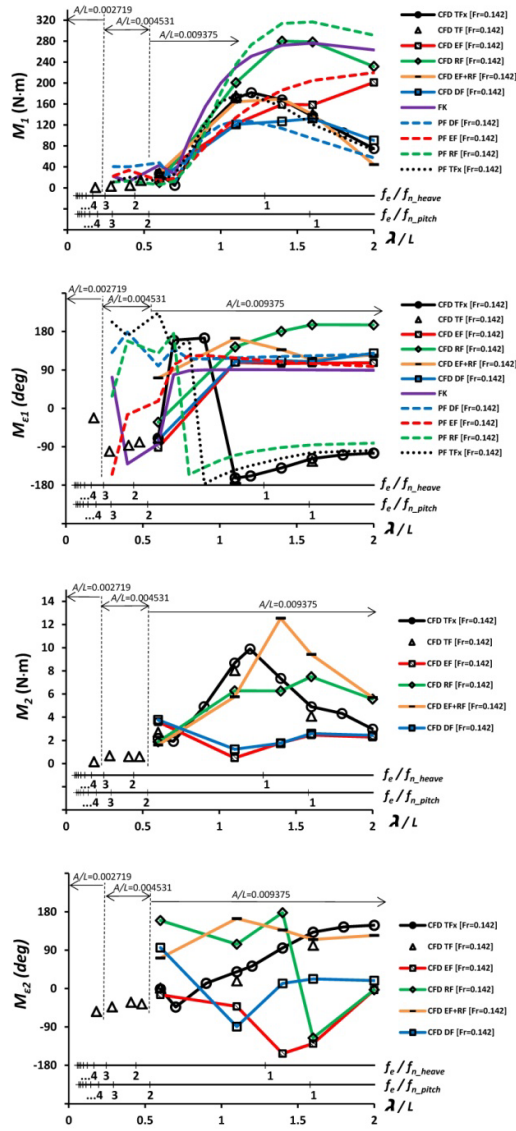 A/L=0.002719
A/L=0.004531
A/L=0.009375
M1 (N·m)
320
280
240
200
160
120
80
40
0
CFD TFx [Fr=0.142]
CFD TF [Fr=0.142]
CFD EF [Fr=0.142]
CFD RF [Fr=0.142]
CFD EF+RF [Fr=0.142]
CFD DF [Fr=0.142]
FK
PF DF [Fr=0.142]
PF EF [Fr=0.142]
PF RF [Fr=0.142]
PF TFx [Fr=0.142]
...4 3 2 1 fe / fn_heave
...4 3 2 1 fe / fn_pitch
0 0.5 1 1.5 2
λ/L
A/L=0.002719
A/L=0.004531
A/L=0.009375
Mε1 (deg)
180
90
0
-90
-180
CFD TFx [Fr=0.142]
CFD TF [Fr=0.142]
CFD EF [Fr=0.142]
CFD RF [Fr=0.142]
CFD EF+RF [Fr=0.142]
CFD DF [Fr=0.142]
FK
PF DF [Fr=0.142]
PF EF [Fr=0.142]
PF RF [Fr=0.142]
PF TFx [Fr=0.142]
...4 3 2 1 fe / fn_heave
...4 3 2 1 fe / fn_pitch
0 0.5 1 1.5 2
λ/L
A/L=0.002719
A/L=0.004531
A/L=0.009375
M2 (N·m)
14
12
10
8
6
4
2
0
CFD TFx [Fr=0.142]
CFD TF [Fr=0.142]
CFD EF [Fr=0.142]
CFD RF [Fr=0.142]
CFD EF+RF [Fr=0.142]
CFD DF [Fr=0.142]
...4 3 2 1 fe / fn_heave
...4 3 2 1 fe / fn_pitch
0 0.5 1 1.5 2
λ/L
A/L=0.002719
A/L=0.004531
A/L=0.009375
Mε2 (deg)
180
90
0
-90
-180
CFD TFx [Fr=0.142]
CFD TF [Fr=0.142]
CFD EF [Fr=0.142]
CFD RF [Fr=0.142]
CFD EF+RF [Fr=0.142]
CFD DF [Fr=0.142]
...4 3 2 1 fe / fn_heave
...4 3 2 1 fe / fn_pitch
0 0.5 1 1.5 2
λ/L